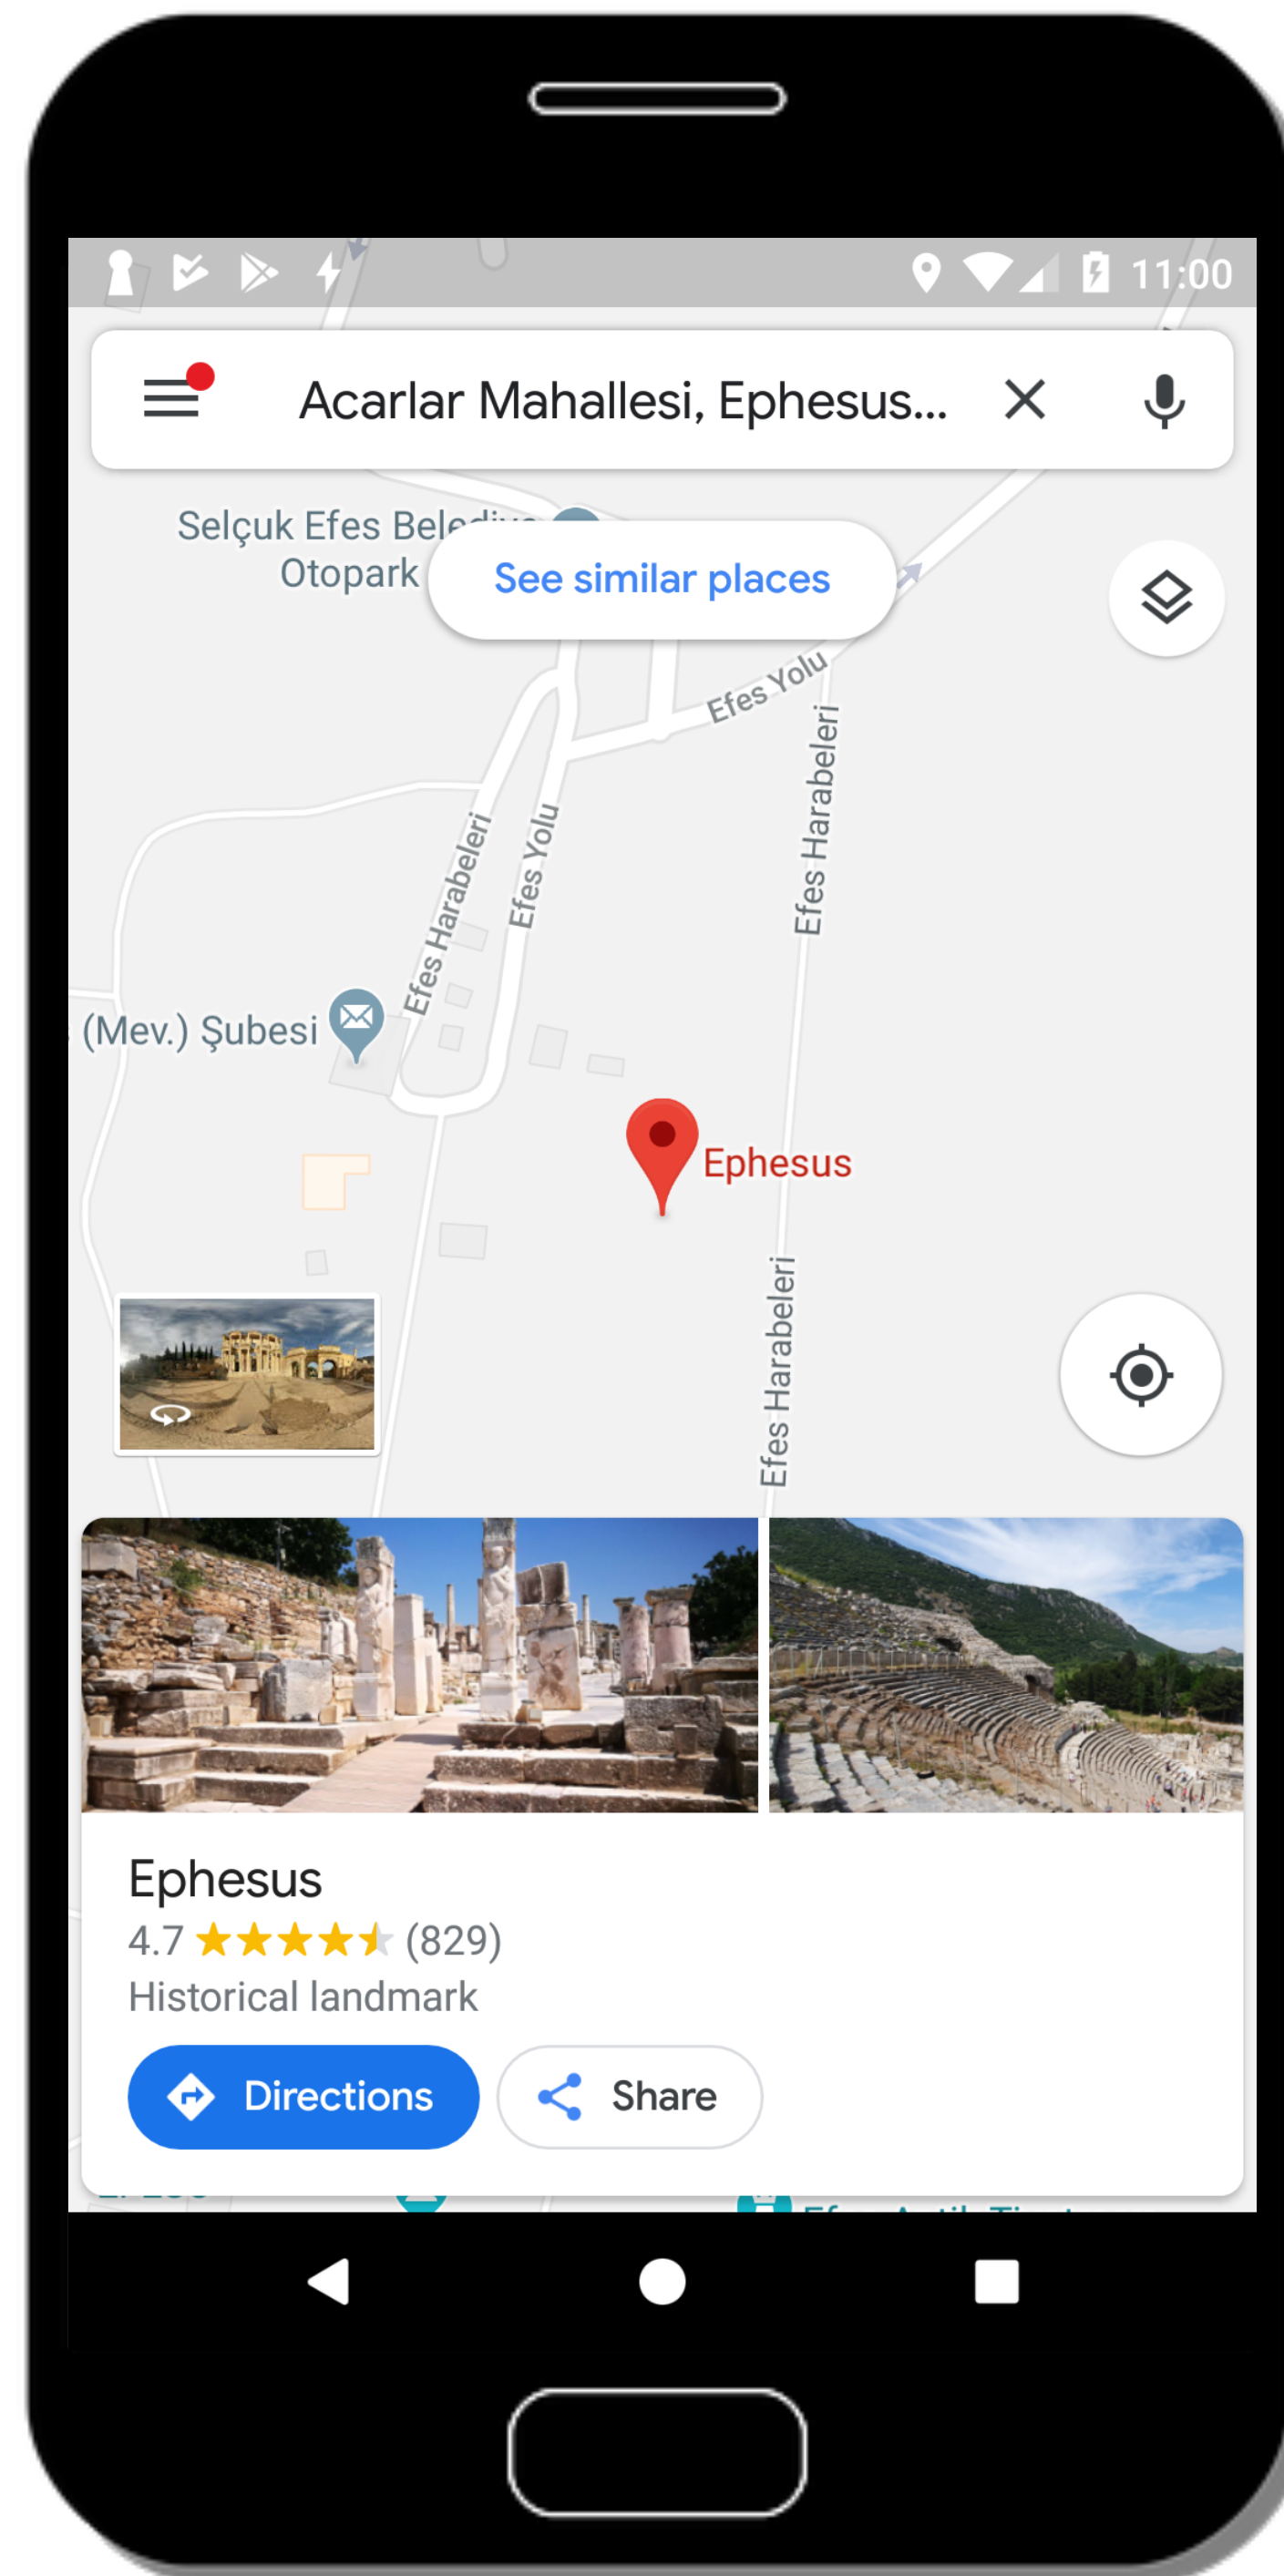 11:00
Acarlar Mahallesi, Ephesus...
Selçuk Efes Belediye
Otopark
See similar places
Efes Yolu
Efes Harabeleri
Efes Harabeleri
Efes Yolu
(Mev.) Şubesi
Ephesus
Efes Harabeleri
Ephesus
4.7 (829)
Historical landmark
Directions
Share